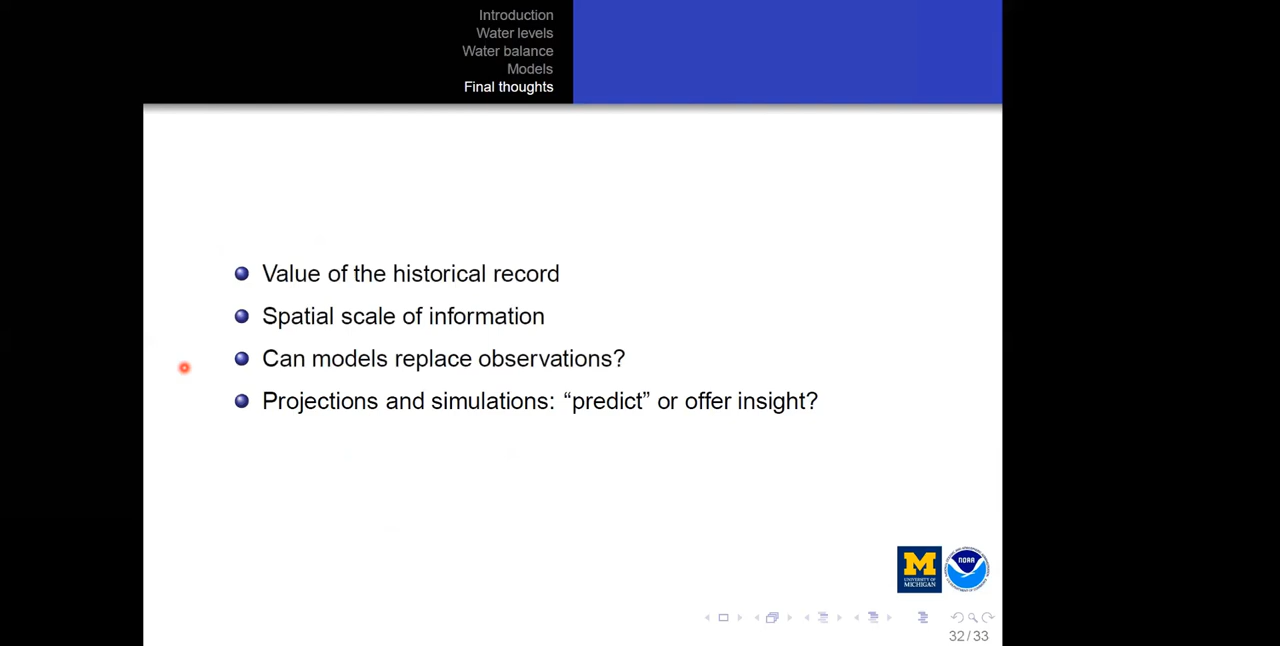 Introduction
Water levels
Water balance
Models
Final thoughts
Value of the historical record
Spatial scale of information
Can models replace observations?
Projections and simulations: “predict” or offer insight?
M
UNIVERSITY OF
MICHIGAN
NOAA
32/33